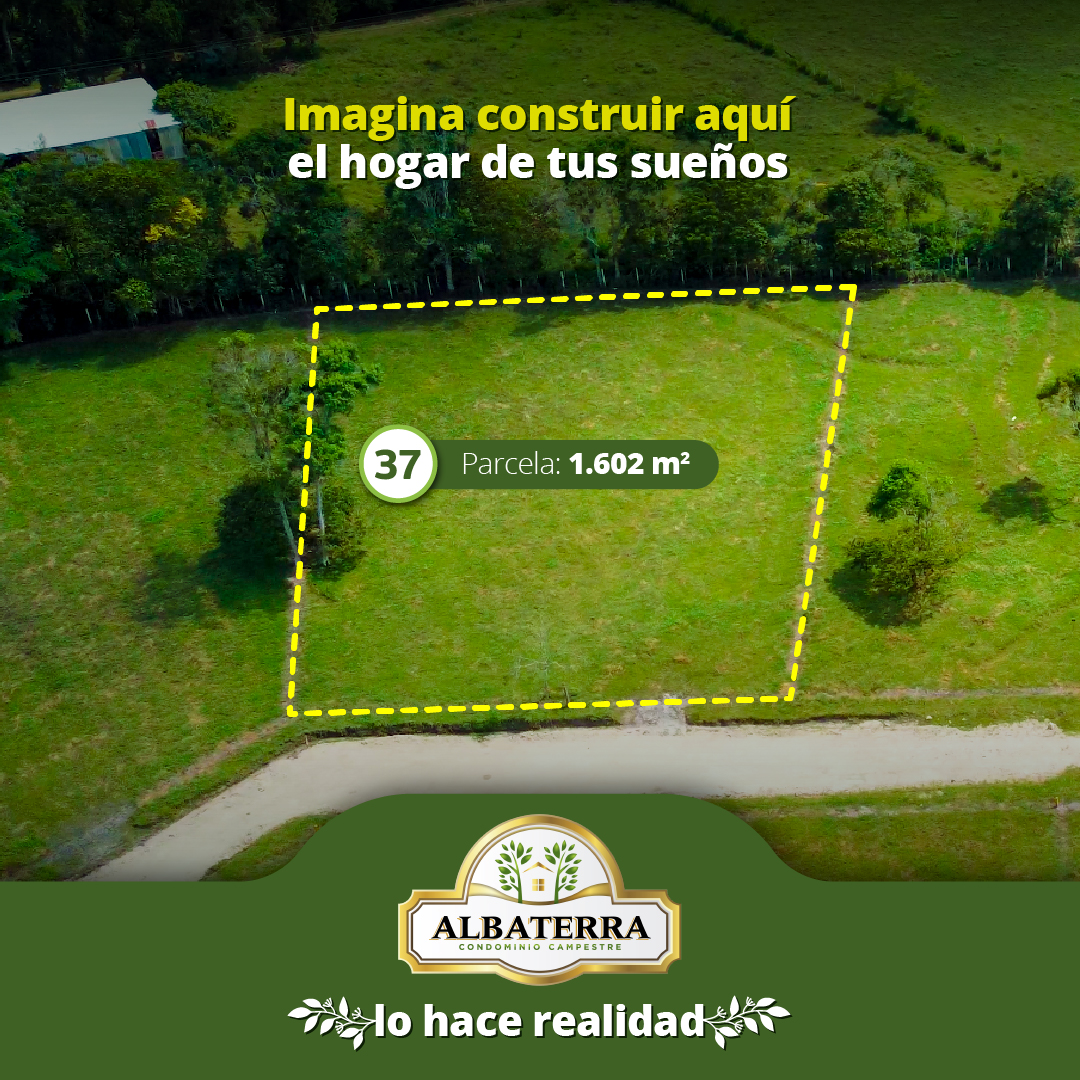 Imagina construir aquí
el hogar de tus sueños
37 Parcela: 1.602 m²
ALBATERRA
CONDOMINIO CAMPESTRE
lo hace realidad